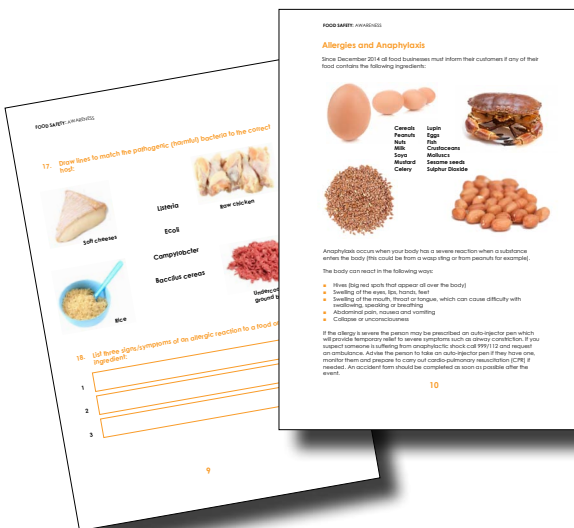 FOOD SAFETY: AWARENESS
17. Draw lines to match the pathogenic (harmful) bacteria to the correct
food:
Listeria
Ecoli
Campylobcter
Baccilus cereas
Soft cheeses
Raw chicken
Rice
ground b
18. List three signs/symptoms of an allergic reaction to a food o
ingredient:
1
2
3
9
FOOD SAFETY: AWARENESS
Allergies and Anaphylaxis
Since December 2014 all food businesses must inform their customers if any of their
food contains the following ingredients:
Cereals Lupin
Peanuts Eggs
Nuts Fish
Milk Crustaceans
Soya Molluscs
Mustard Sesame seeds
Celery Sulphur Dioxide
Anaphylaxis occurs when your body has a severe reaction when a substance
enters the body (this could be from a wasp sting or from peanuts for example).
The body can react in the following ways:
Hives (big red spots that appear all over the body)
Swelling of the eyes, lips, hands, feet
Swelling of the mouth, throat or tongue, which can cause difficulty with
swallowing, speaking or breathing
Abdominal pain, nausea and vomiting
Collapse or unconsciousness
If the allergy is severe the person may be prescribed an auto-injector pen which
will provide temporary relief to severe symptoms such as airway constriction. If you
suspect someone is suffering from anaphylactic shock call 999/112 and request
an ambulance. Advise the person to take an auto-injector pen if they have one,
monitor them and prepare to carry out cardio-pulmonary resuscitation (CPR) if
needed. An accident form should be completed as soon as possible after the
event.
10